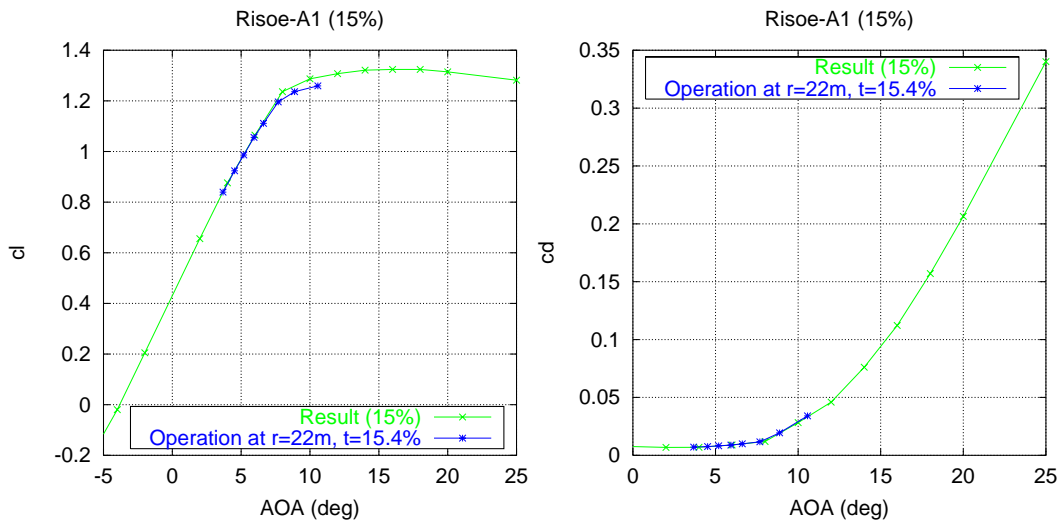 Risoe-A1 (15%)
1.4
1.2
1
0.8
0.6
0.4
0.2
0
-0.2
cl
Result (15%)
Operation at r=22m, t=15.4%
-5 0 5 10 15 20 25
AOA (deg)
Risoe-A1 (15%)
0.35
0.3
0.25
0.2
0.15
0.1
0.05
0
cd
Result (15%)
Operation at r=22m, t=15.4%
0 5 10 15 20 25
AOA (deg)